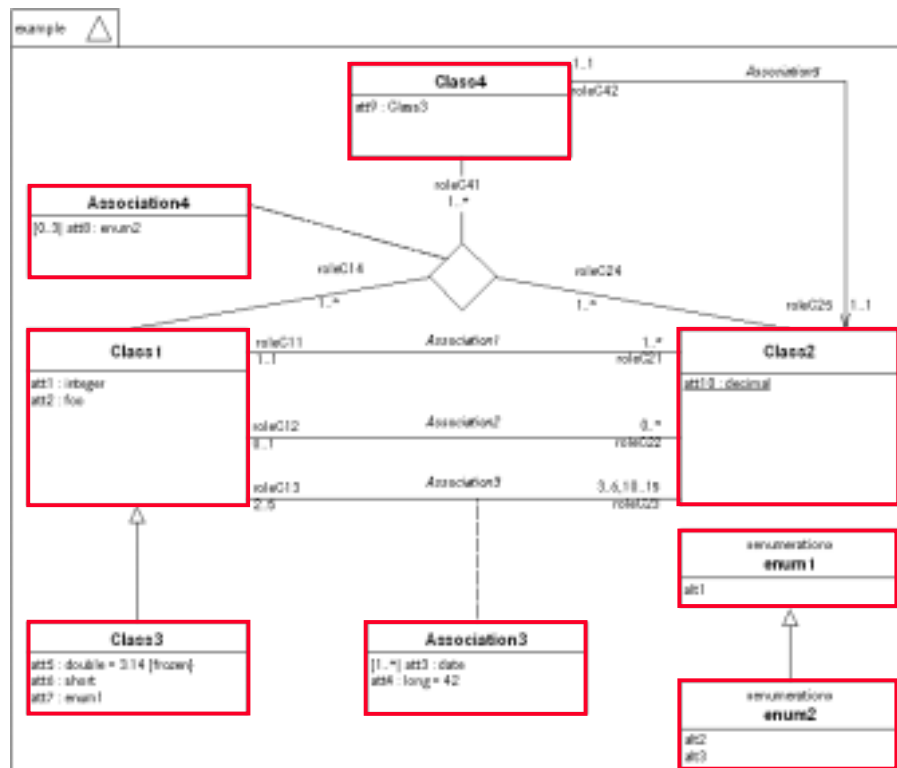 example
1..1
Association5
Class4
roleC42
att9 : Class3
roleC41
1..*
Association4
[0..3] att8 : enum2
roleC14
roleC24
1..*
1..*
roleC25
1..1
Class1
roleC11
Association1
1..*
Class2
1..1
roleC21
att1 : integer
att2 : foo
att10 : decimal
roleC12
Association2
0..*
0..1
roleC22
roleC13
Association3
3..6,10..15
2..5
roleC23
«enumeration»
enum1
alt1
Class3
att5 : double = 3.14 {frozen}
att6 : short
att7 : enum1
Association3
[1..*] att3 : date
att4 : long = 42
«enumeration»
enum2
alt2
alt3